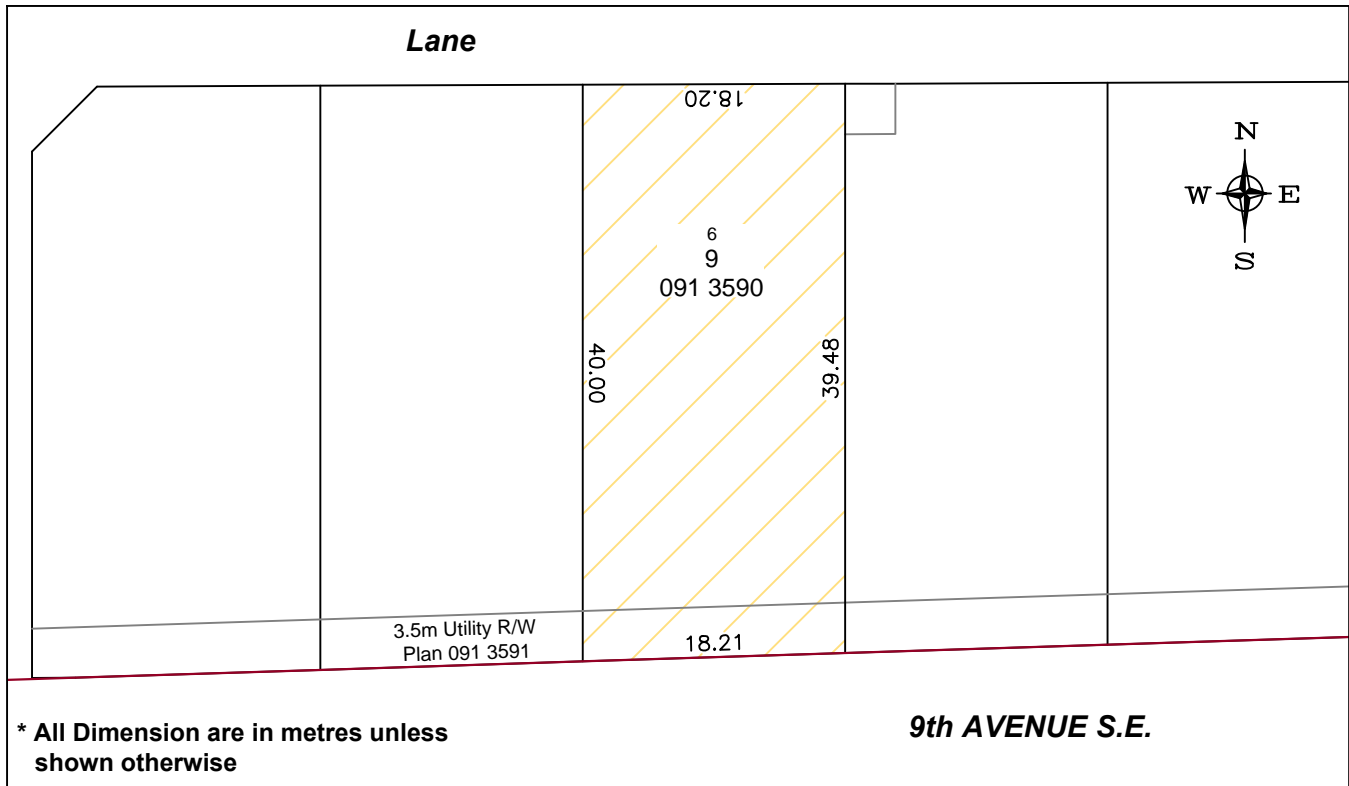 Lane
18.20
N
W E
S
6
9
091 3590
40.00
39.48
3.5m Utility R/W
Plan 091 3591
18.21
* All Dimension are in metres unless
shown otherwise
9th AVENUE S.E.